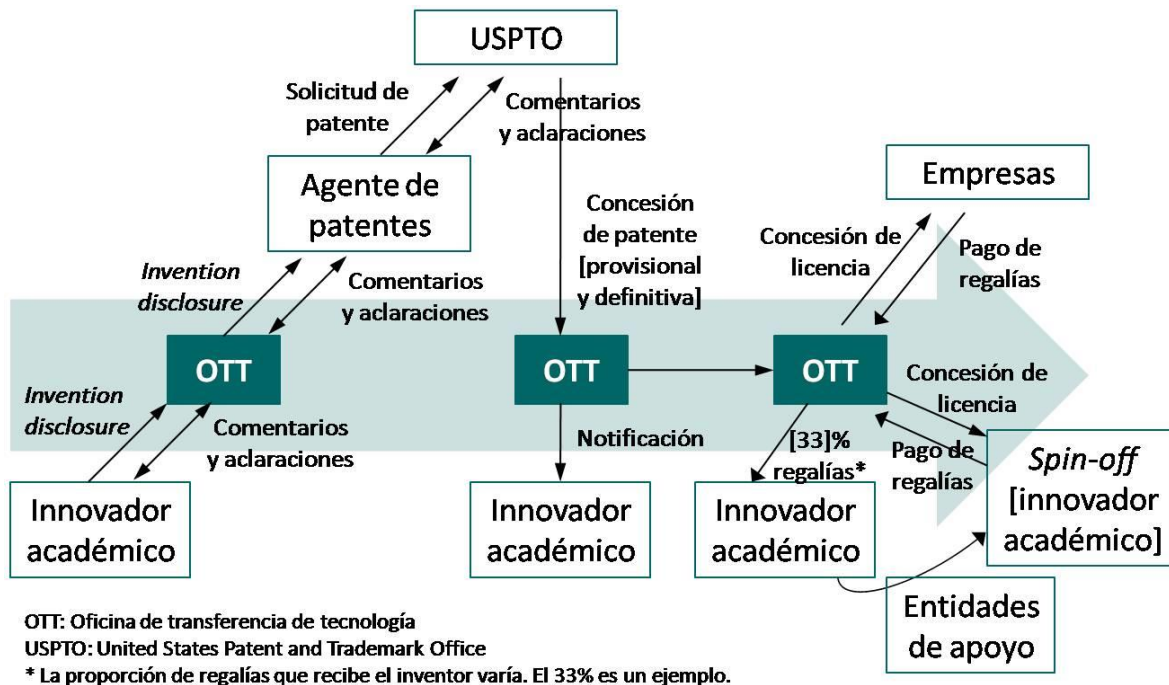 USPTO
Solicitud de
patente
Comentarios
y aclaraciones
Agente de
patentes
Empresas
Invention
disclosure
Comentarios
y aclaraciones
Concesión
de patente
[provisional
y definitiva]
Concesión de
licencia
Pago de
regalías
OTT
OTT
OTT
Invention
disclosure
Comentarios
y aclaraciones
Notificación
[33]%
regalías*
Concesión de
licencia
Pago de
regalías
Innovador
académico
Innovador
académico
Innovador
académico
Spin-off
[innovador
académico]
Entidades
de apoyo
OTT: Oficina de transferencia de tecnología
USPTO: United States Patent and Trademark Office
* La proporción de regalías que recibe el inventor varía. El 33% es un ejemplo.